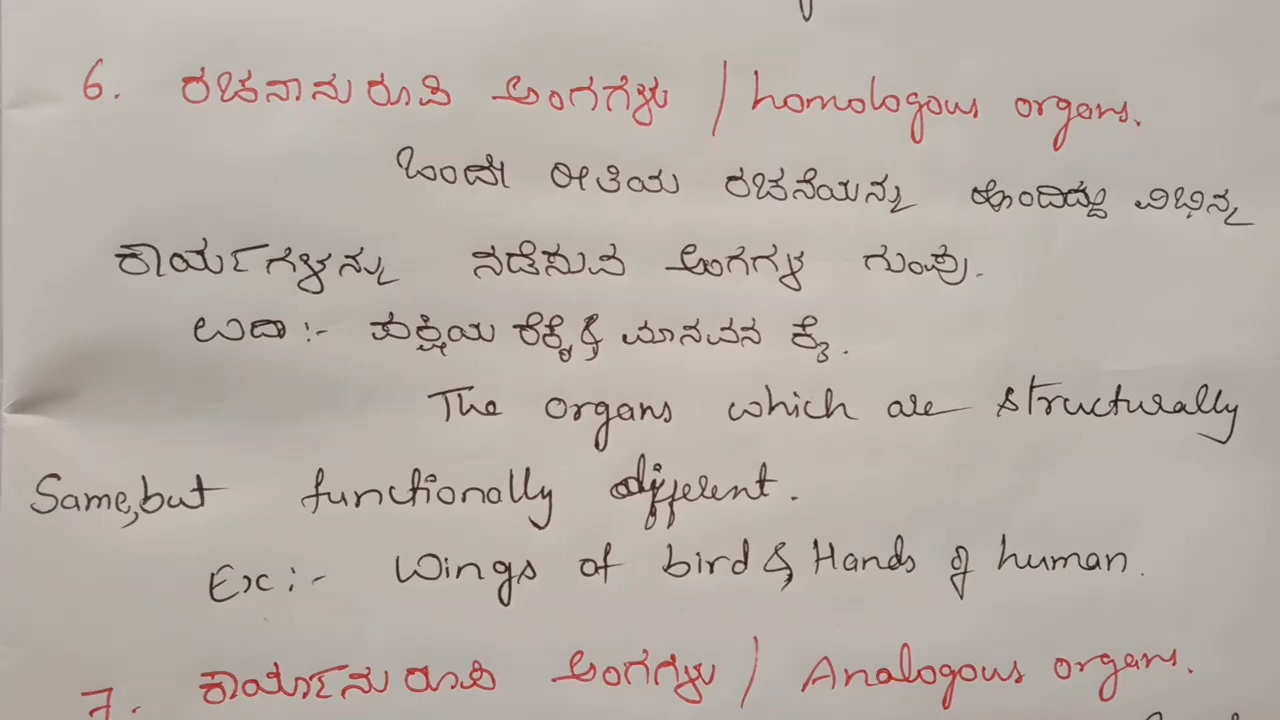 6. ರಚನಾನುರೂಪಿ ಅಂಗಗಳು / homologous organs.
ಒಂದೇ ರೀತಿಯ ರಚನೆಯನ್ನು ಹೊಂದಿದ್ದು ವಿಭಿನ್ನ
ಕಾರ್ಯಗಳನ್ನು ನಡೆಸುವ ಅಂಗಗಳ ಗುಂಪು.
ಉದಾ :- ಪಕ್ಷಿಯ ರೆಕ್ಕೆ & ಮಾನವನ ಕೈ.
The organs which are structurally
Same, but functionally different.
Ex :- Wings of bird & Hands of human.
7. ಕಾರ್ಯಾನುರೂಪಿ ಅಂಗಗಳು / Analogous organs.